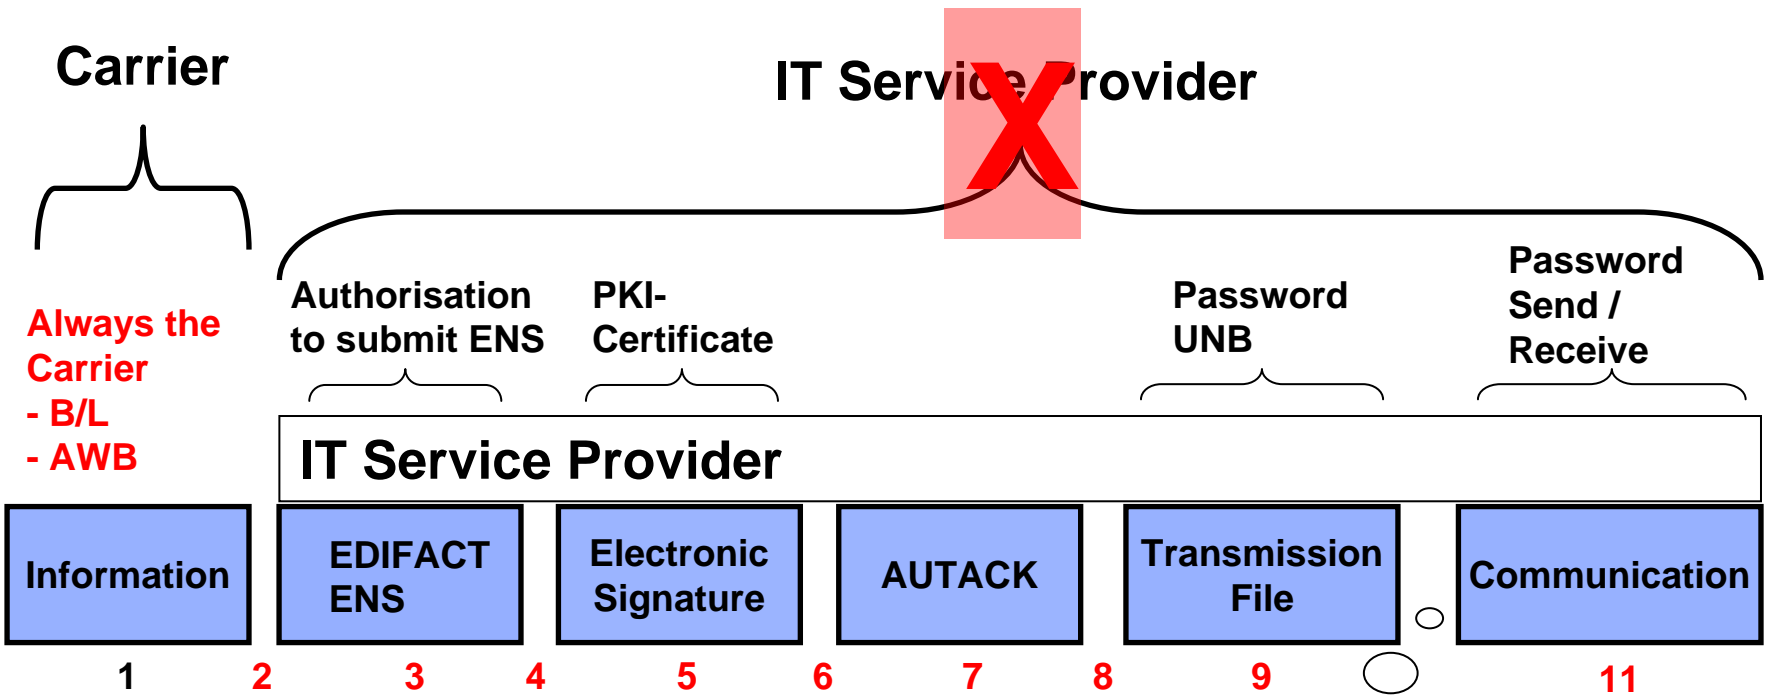 Carrier
IT Service Provider
X
Always the
Carrier
- B/L
- AWB
Authorisation
to submit ENS
PKI-
Certificate
Password
UNB
Password
Send /
Receive
IT Service Provider
Information
EDIFACT
ENS
Electronic
Signature
AUTACK
Transmission
File
Communication
1 2 3 4 5 6 7 8 9 11